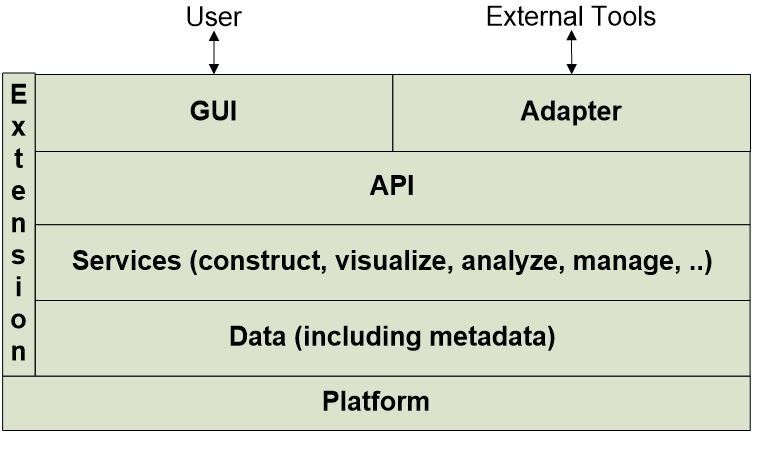 User
External Tools
Extension
GUI
Adapter
API
Services (construct, visualize, analyze, manage, ..)
Data (including metadata)
Platform